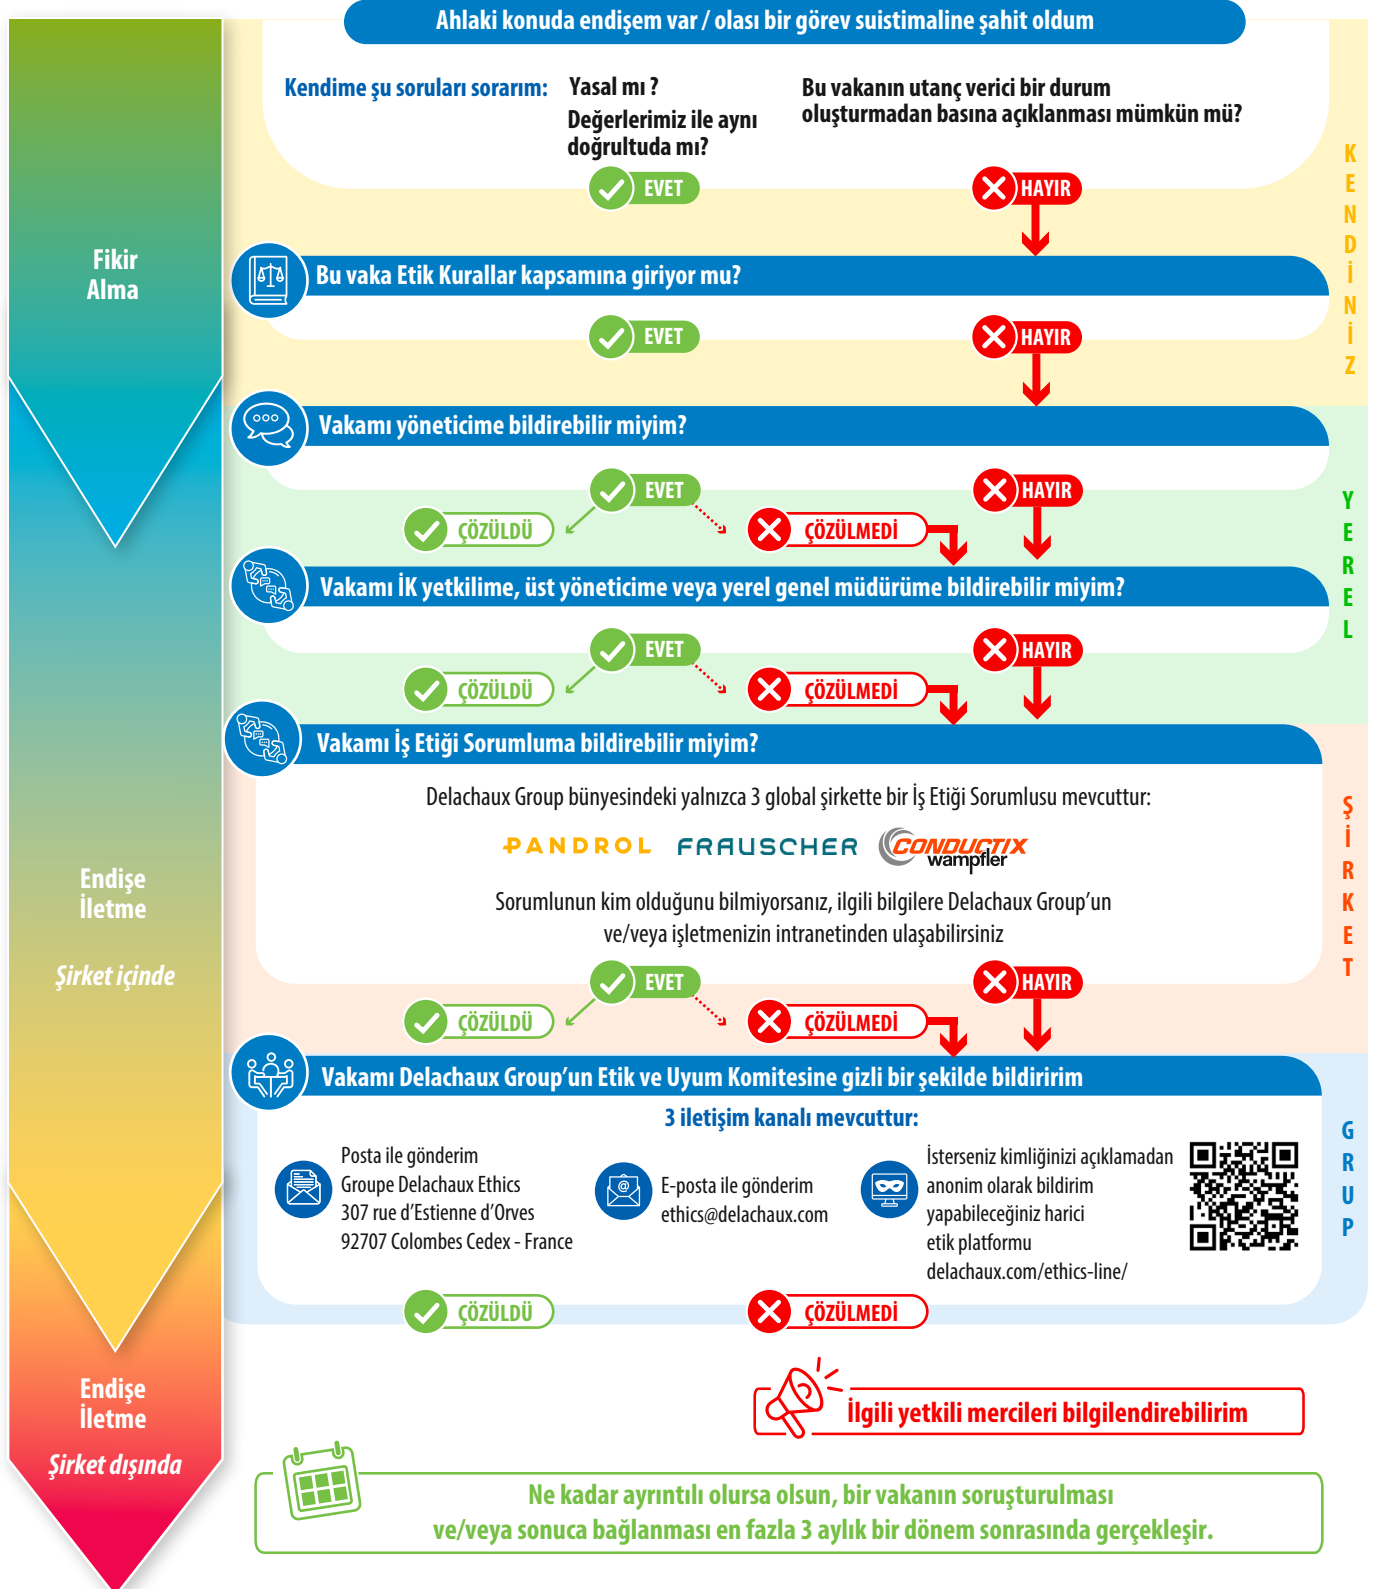 Ahlaki konuda endişem var / olası bir görev suistimaline şahit oldum
Kendime şu soruları sorarım:
Yasal mı ?
Değerlerimiz ile aynı
doğrultuda mı?
Bu vakanın utanç verici bir durum
oluşturmadan basına açıklanması mümkün mü?
EVET
HAYIR
Fikir
Alma
KENDİNİZ
Bu vaka Etik Kurallar kapsamına giriyor mu?
EVET
HAYIR
Vakamı yöneticime bildirebilir miyim?
EVET
HAYIR
ÇÖZÜLDÜ
ÇÖZÜLMEDİ
YEREL
Vakamı İK yetkilime, üst yöneticime veya yerel genel müdürüme bildirebilir miyim?
EVET
HAYIR
ÇÖZÜLDÜ
ÇÖZÜLMEDİ
Vakamı İş Etiği Sorumluma bildirebilir miyim?
Delachaux Group bünyesindeki yalnızca 3 global şirkette bir İş Etiği Sorumlusu mevcuttur:
PANDROL
FRAUSCHER
CONDUCTIX
wampfler
Sorumlunun kim olduğunu bilmiyorsanız, ilgili bilgilere Delachaux Group’un
ve/veya işletmenizin intranetinden ulaşabilirsiniz
ŞİRKET
Endişe
İletme
Şirket içinde
EVET
HAYIR
ÇÖZÜLDÜ
ÇÖZÜLMEDİ
Vakamı Delachaux Group’un Etik ve Uyum Komitesine gizli bir şekilde bildiririm
3 iletişim kanalı mevcuttur:
Posta ile gönderim
Groupe Delachaux Ethics
307 rue d’Estienne d’Orves
92707 Colombes Cedex - France
E-posta ile gönderim
ethics@delachaux.com
İsterseniz kimliğinizi açıklamadan
anonim olarak bildirim
yapabileceğiniz harici
etik platformu
delachaux.com/ethics-line/
GRUP
ÇÖZÜLDÜ
ÇÖZÜLMEDİ
Endişe
İletme
Şirket dışında
İlgili yetkili mercileri bilgilendirebilirim
Ne kadar ayrıntılı olursa olsun, bir vakanın soruşturulması
ve/veya sonuca bağlanması en fazla 3 aylık bir dönem sonrasında gerçekleşir.